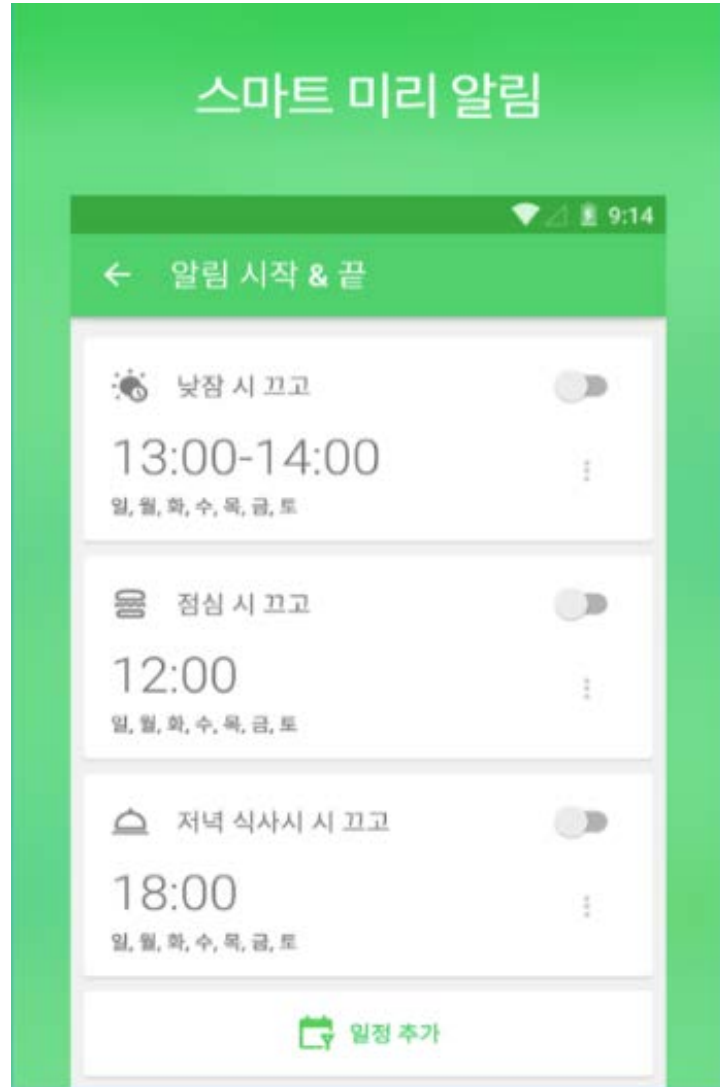 스마트 미리 알림
9:14
알림 시작 & 끝
낮잠 시 끄고
13:00-14:00
일, 월, 화, 수, 목, 금, 토
점심 시 끄고
12:00
일, 월, 화, 수, 목, 금, 토
저녁 식사시 시 끄고
18:00
일, 월, 화, 수, 목, 금, 토
일정 추가